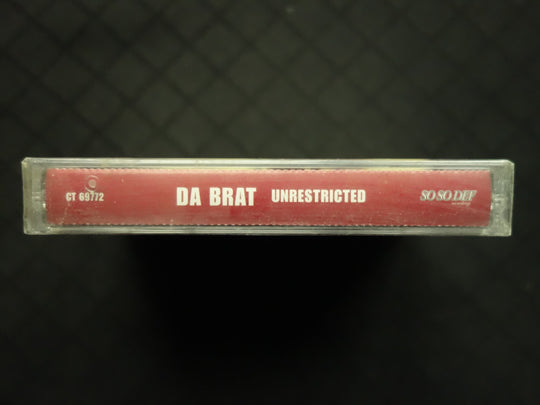 CT 69772 DA BRAT UNRESTRICTED SO SO DEF